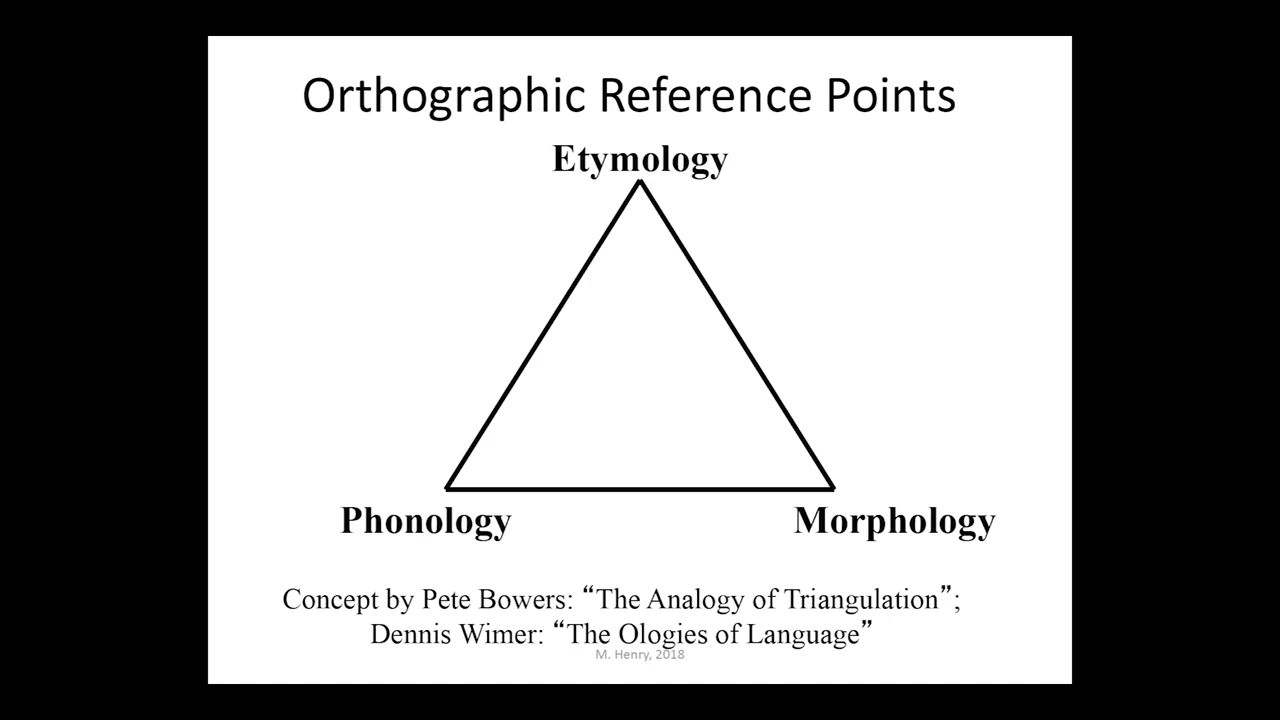 Orthographic Reference Points
Etymology
Phonology
Morphology
Concept by Pete Bowers: “The Analogy of Triangulation”;
Dennis Wimer: “The Ologies of Language”
M. Henry, 2018